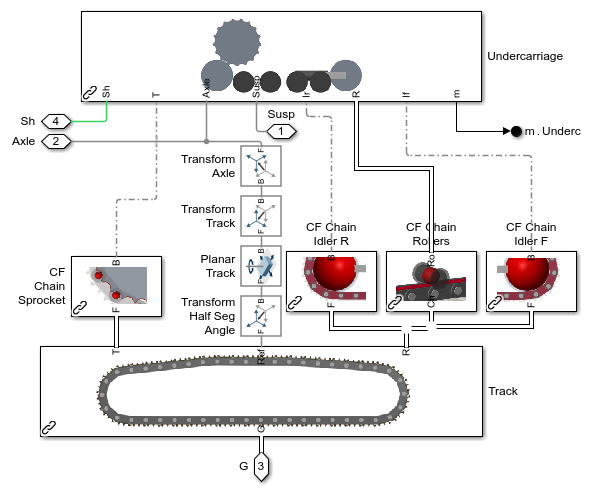 Undercarriage
Sh
T
Axle
Susp
Ir
R
If
m
Sh 4
Susp
1
m . Underc
Axle 2
F
Transform
Axle
B
F
Transform
Track
B
CF Chain
Idler R
CF Chain
Rollers
CF Chain
Idler F
B
CF
Chain
Sprocket
F
Planar
Track
B
F
B
Transform
Half Seg
Angle
F
B
F
Ro
Ch
B
F
T
Ref
R
Track
G
G 3